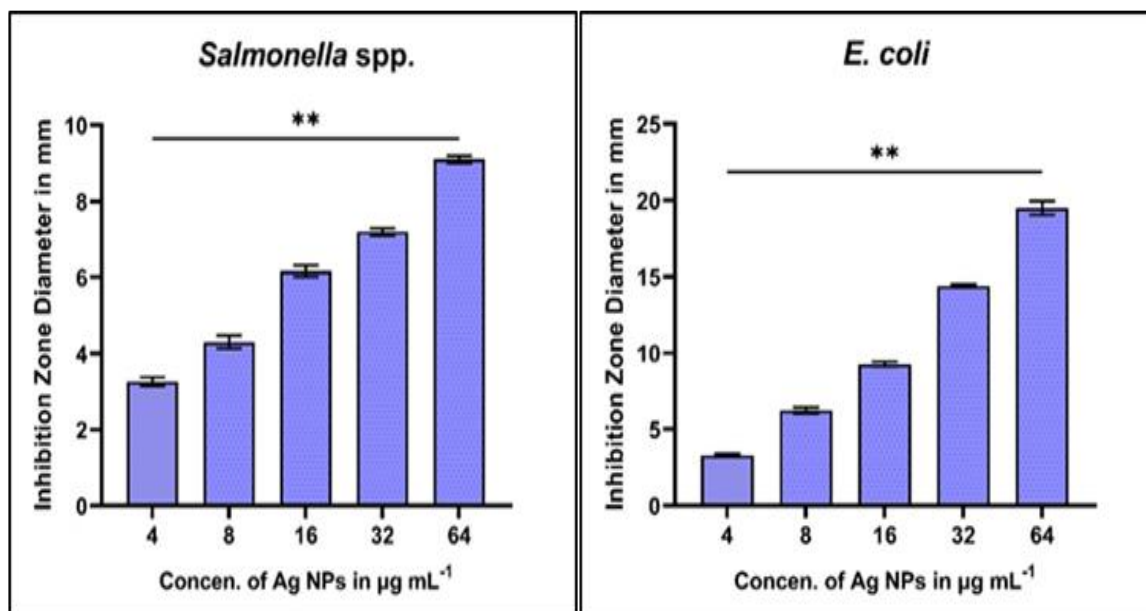 Salmonella spp.
**
Inhibition Zone Diameter in mm
10
8
6
4
2
0
4 8 16 32 64
Concen. of Ag NPs in µg mL⁻¹
E. coli
**
Inhibition Zone Diameter in mm
25
20
15
10
5
0
4 8 16 32 64
Concen. of Ag NPs in µg mL⁻¹